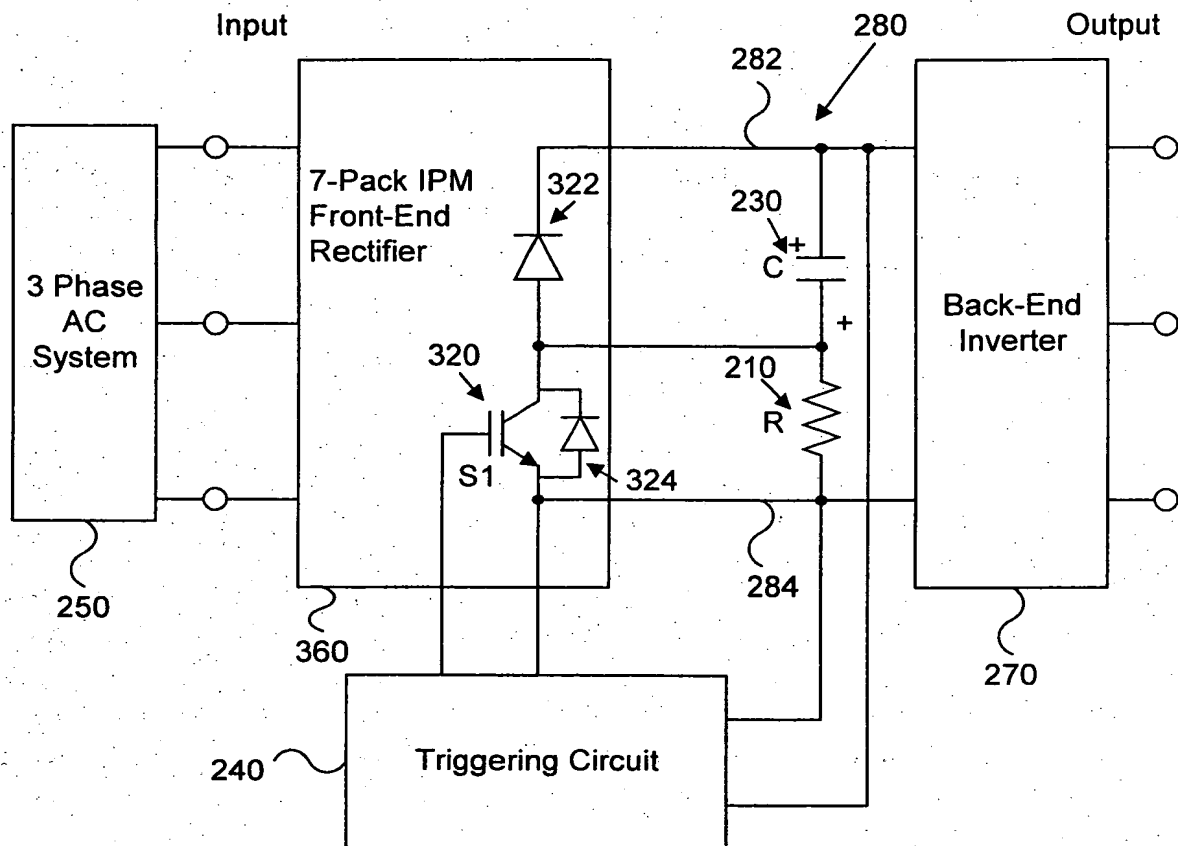 Input
280
Output
282
7-Pack IPM
Front-End
Rectifier
322
230
+
C
3 Phase
AC
System
Back-End
Inverter
+
320
210
R
S1
324
250
360
284
270
240
Triggering Circuit